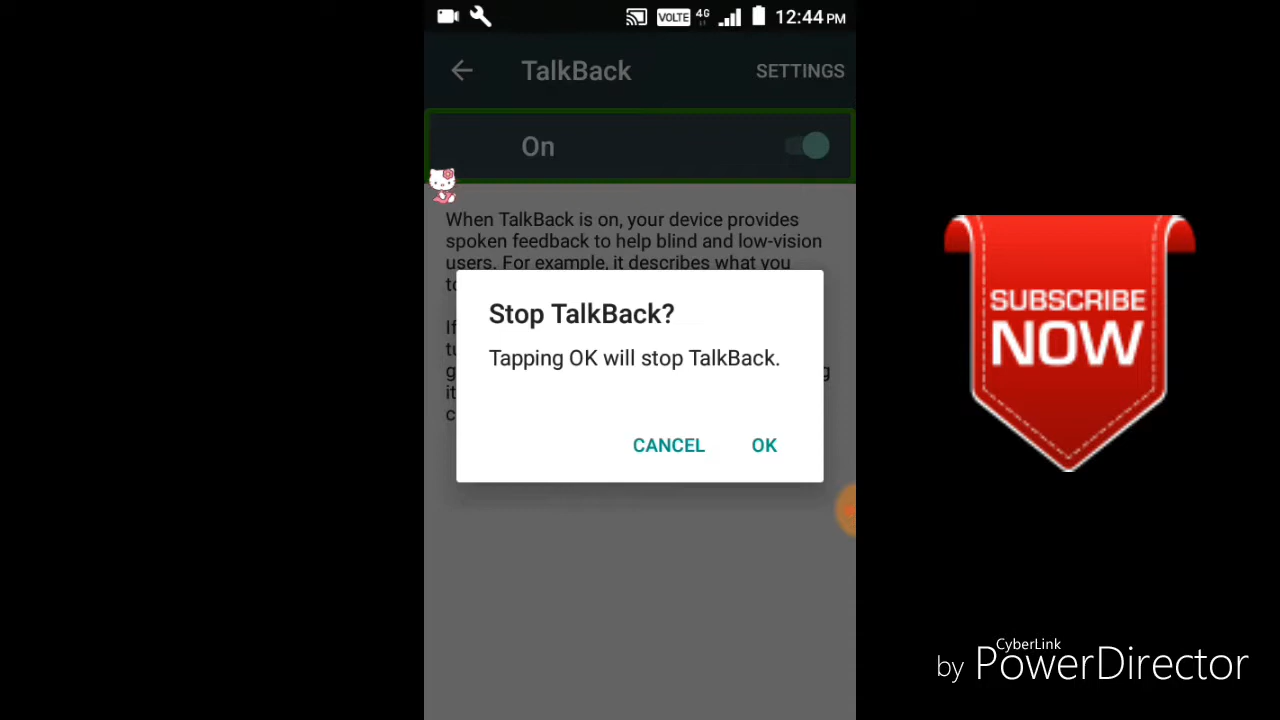 VOLTE 4G 12:44 PM
TalkBack SETTINGS
On
When TalkBack is on, your device provides
spoken feedback to help blind and low-vision
users. For example, it describes what you
Stop TalkBack?
Tapping OK will stop TalkBack.
CANCEL OK
SUBSCRIBE
NOW
CyberLink
by PowerDirector